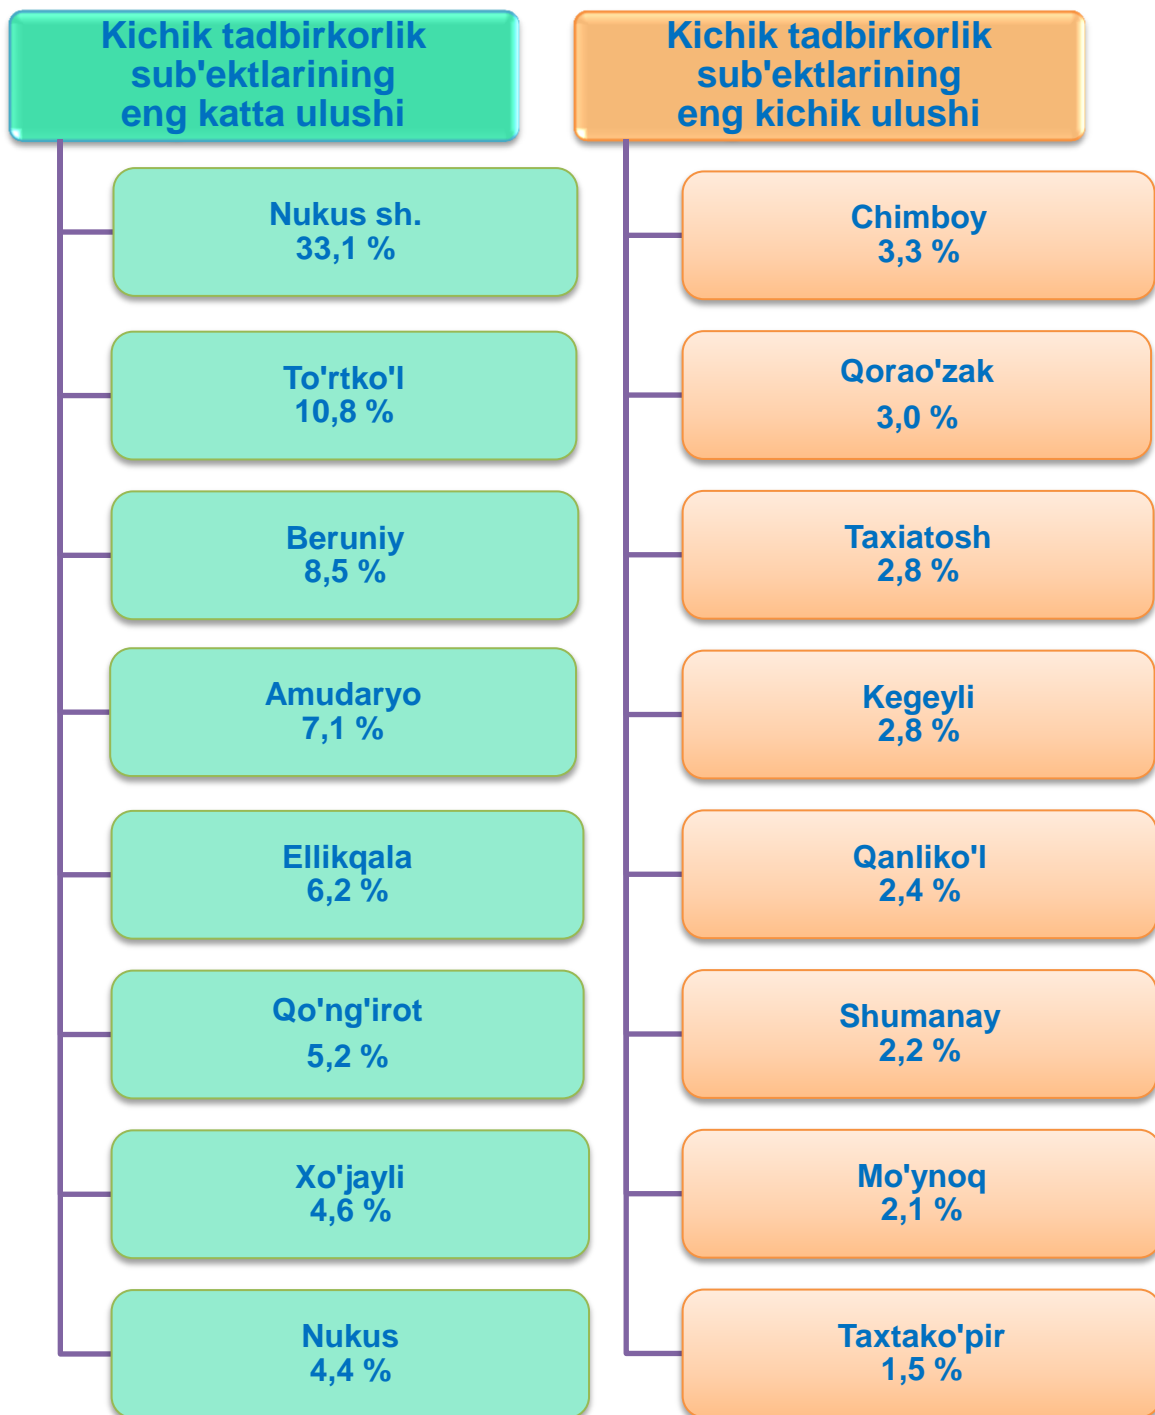 Kichik tadbirkorlik
sub'ektlarining
eng katta ulushi
Nukus sh.
33,1 %
To'rtko'l
10,8 %
Beruniy
8,5 %
Amudaryo
7,1 %
Ellikqala
6,2 %
Qo'ng'irot
5,2 %
Xo'jayli
4,6 %
Nukus
4,4 %
Kichik tadbirkorlik
sub'ektlarining
eng kichik ulushi
Chimboy
3,3 %
Qorao'zak
3,0 %
Taxiatosh
2,8 %
Kegeyli
2,8 %
Qanliko'l
2,4 %
Shumanay
2,2 %
Mo'ynoq
2,1 %
Taxtako'pir
1,5 %